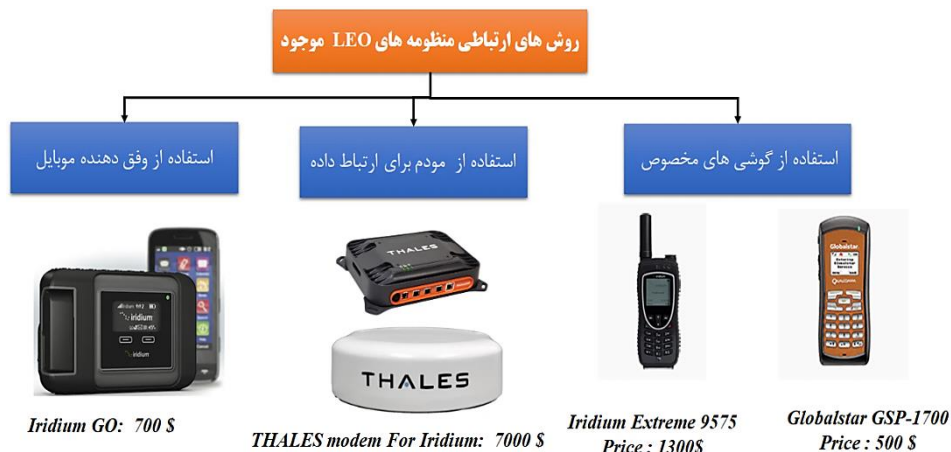 روش های ارتباطی منظومه های LEO موجود
استفاده از گوشی های مخصوص
استفاده از مودم برای ارتباط داده
استفاده از وفق دهنده موبایل
THALES
THALES
iridium
iridium
Globalstar
QUALCOMM
Iridium GO: 700 $
THALES modem For Iridium: 7000 $
Iridium Extreme 9575
Price : 1300$
Globalstar GSP-1700
Price : 500 $